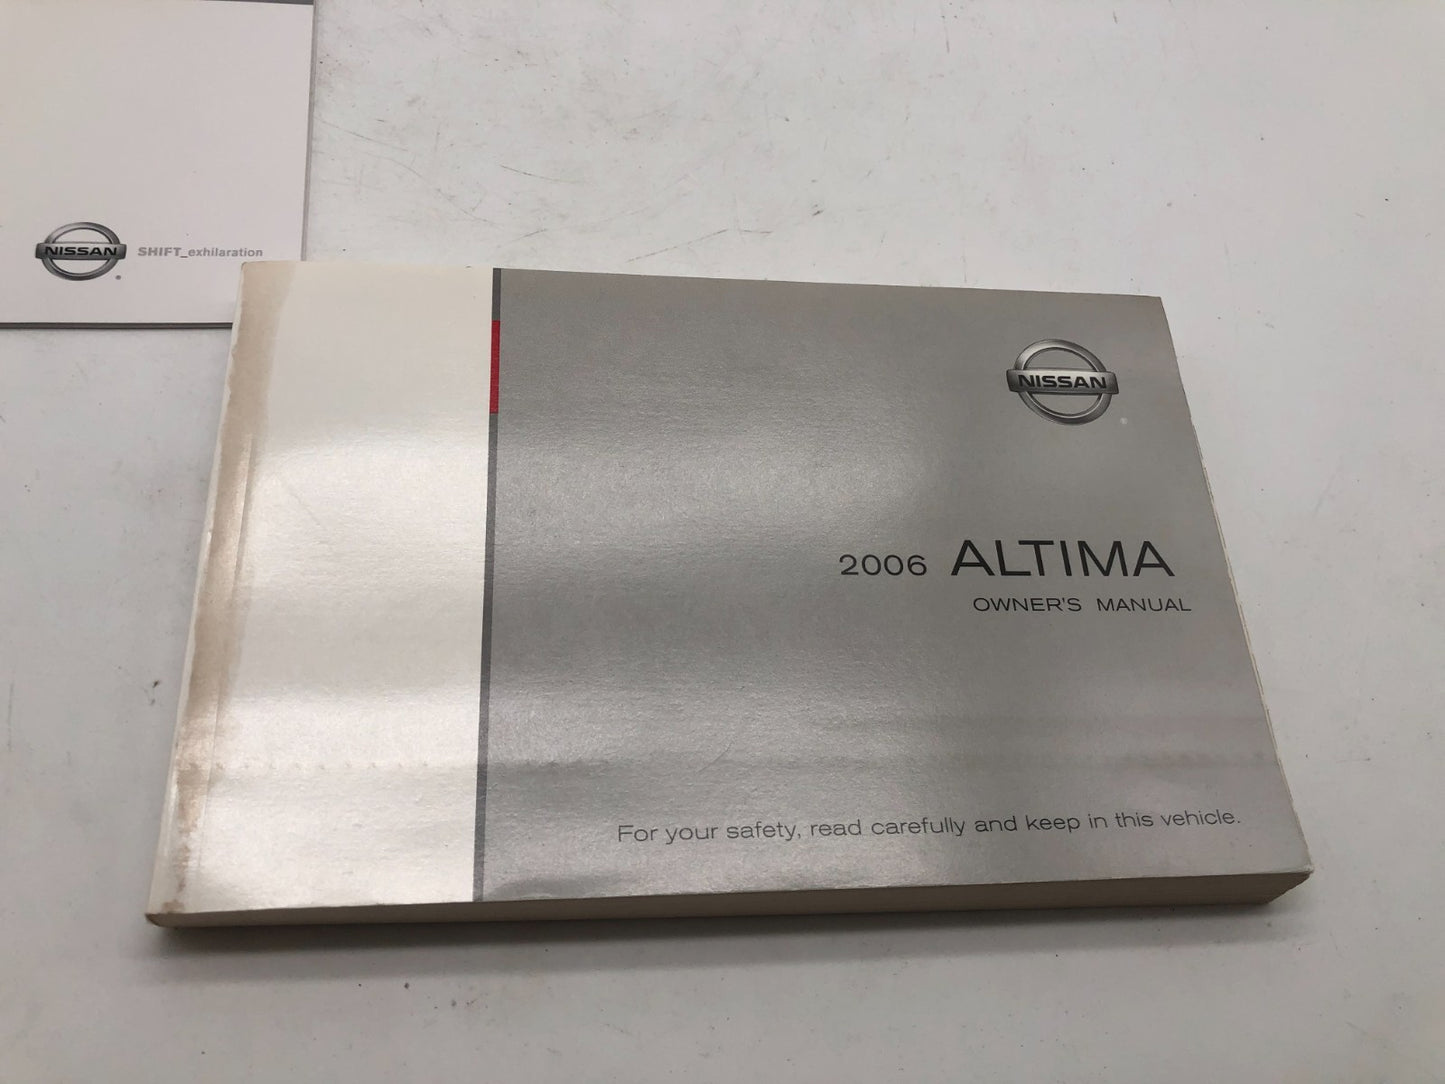 NISSAN SHIFT_exhilaration
NISSAN
2006 ALTIMA
OWNER'S MANUAL
For your safety, read carefully and keep in this vehicle.